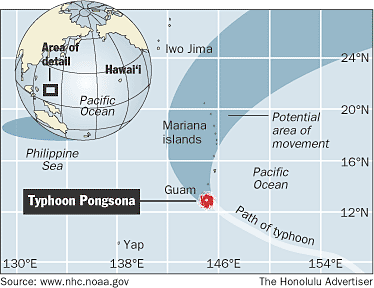 Area of
detail
Hawai'i
Pacific
Ocean
Iwo Jima
24°N
20°N
Mariana
islands
Potential
area of
movement
Philippine
Sea
16°N
Pacific
Ocean
Guam
Typhoon Pongsona
12°N
Path of typhoon
Yap
130°E
138°E
146°E
154°E
Source: www.nhc.noaa.gov
The Honolulu Advertiser